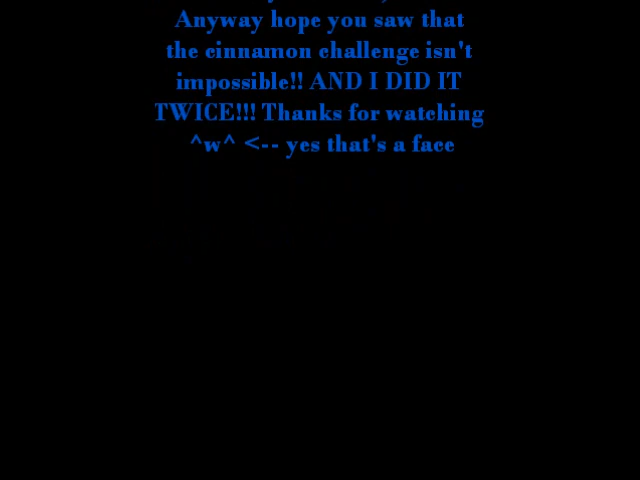 Anyway hope you saw that
the cinnamon challenge isn't
impossible!! AND I DID IT
TWICE!!! Thanks for watching
^w^ <-- yes that's a face